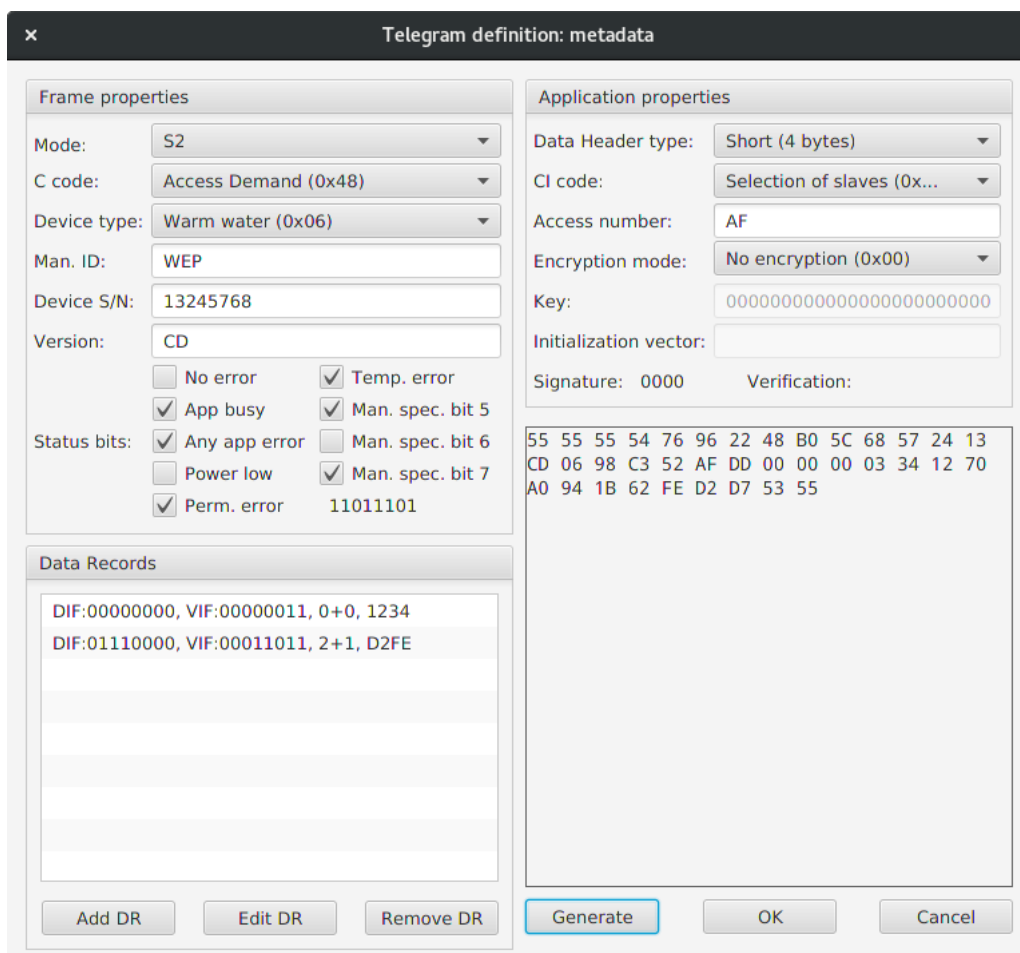 Telegram definition: metadata
Frame properties
Mode: S2
C code: Access Demand (0x48)
Device type: Warm water (0x06)
Man. ID: WEP
Device S/N: 13245768
Version: CD
No error Temp. error
App busy Man. spec. bit 5
Status bits: Any app error Man. spec. bit 6
Power low Man. spec. bit 7
Perm. error 11011101
Data Records
DIF:00000000, VIF:00000011, 0+0, 1234
DIF:01110000, VIF:00011011, 2+1, D2FE
Add DR Edit DR Remove DR
Application properties
Data Header type: Short (4 bytes)
CI code: Selection of slaves (0x...
Access number: AF
Encryption mode: No encryption (0x00)
Key: 000000000000000000000000
Initialization vector:
Signature: 0000 Verification:
55 55 55 54 76 96 22 48 B0 5C 68 57 24 13
CD 06 98 C3 52 AF DD 00 00 00 03 34 12 70
A0 94 1B 62 FE D2 D7 53 55
Generate OK Cancel